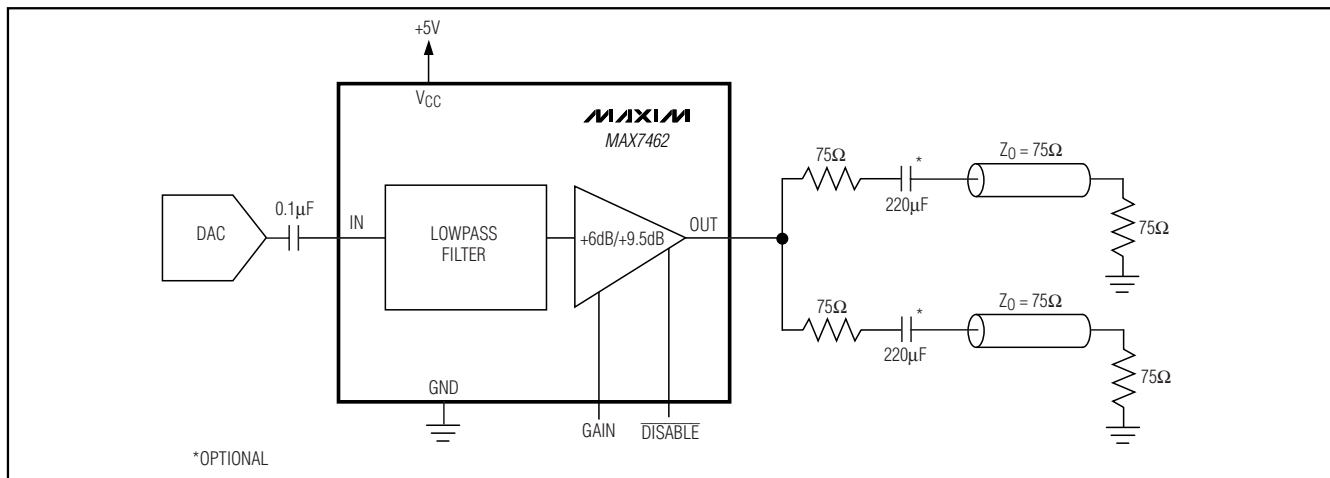 +5V
VCC
MAXIM
MAX7462
DAC
0.1μF
IN
LOWPASS
FILTER
+6dB/+9.5dB
OUT
GND
GAIN
DISABLE
75Ω
*
220μF
Z0 = 75Ω
75Ω
75Ω
*
220μF
Z0 = 75Ω
75Ω
*OPTIONAL